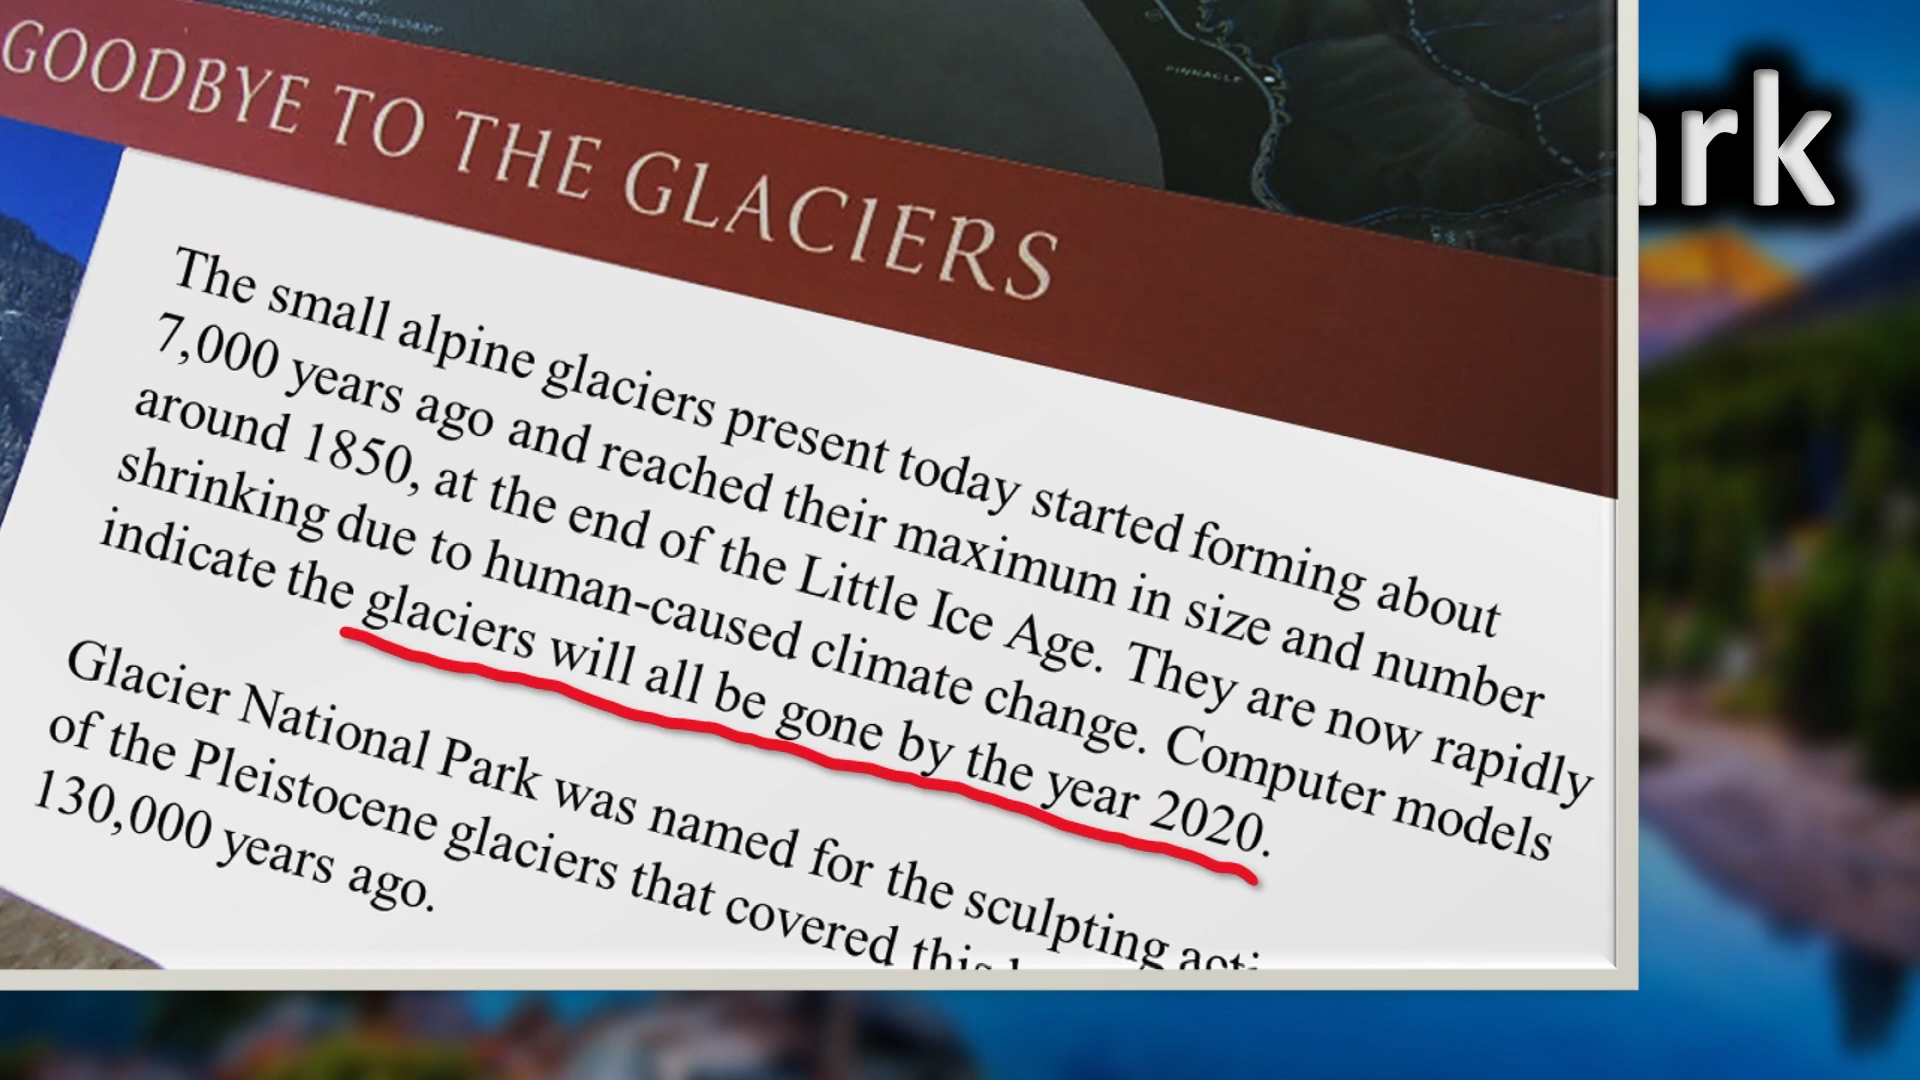 GOODBYE TO THE GLACIERS
PINNACLE
ark
The small alpine glaciers present today started forming about
7,000 years ago and reached their maximum in size and number
around 1850, at the end of the Little Ice Age. They are now rapidly
shrinking due to human-caused climate change. Computer models
indicate the glaciers will all be gone by the year 2020.
Glacier National Park was named for the sculpting
of the Pleistocene glaciers that covered this
130,000 years ago.